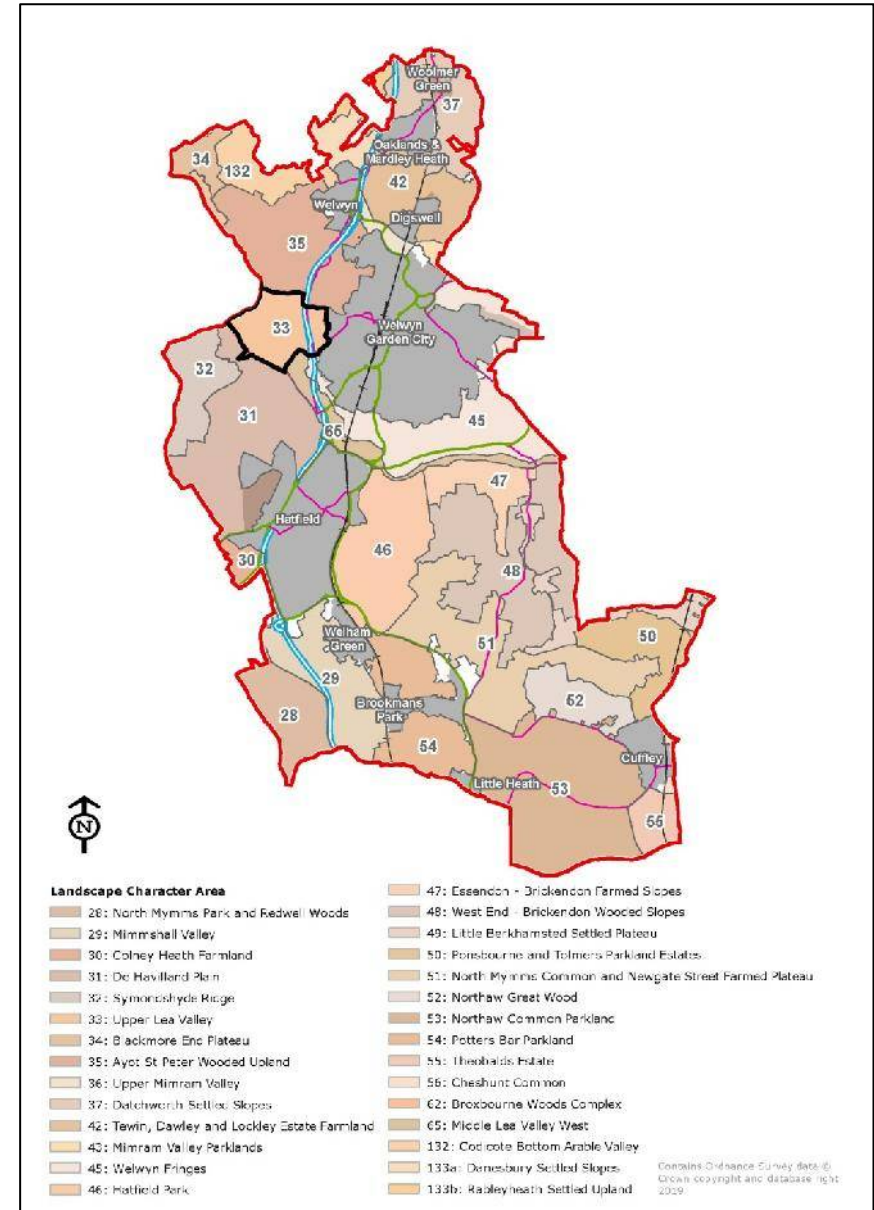 Woolmer
Green
37
Oaklands &
Mardley Heath
34
132
42
Welwyn
Digswell
35
33
Welwyn
Garden City
32
31
45
65
47
Hatfield
46
30
48
50
Welham
Green
51
29
52
28
Brookmans
Park
54
Cuffley
Little Heath
53
55
N
Landscape Character Area
28: North Mymms Park and Redwell Woods
29: Mimmshall Valley
30: Colney Heath Farmland
31: De Havilland Plain
32: Symondshyde Ridge
33: Upper Lea Valley
34: Blackmore End Plateau
35: Ayot St Peter Wooded Upland
36: Upper Mimram Valley
37: Datchworth Settled Slopes
42: Tewin, Dawley and Lockley Estate Farmland
43: Mimram Valley Parklands
45: Welwyn Fringes
46: Hatfield Park
47: Essendon - Brickendon Farmed Slopes
48: West End - Brickendon Wooded Slopes
49: Little Berkhamsted Settled Plateau
50: Ponsbourne and Tolmers Parkland Estates
51: North Mymms Common and Newgate Street Farmed Plateau
52: Northaw Great Wood
53: Northaw Common Parkland
54: Potters Bar Parkland
55: Theobalds Estate
56: Cheshunt Common
62: Broxbourne Woods Complex
65: Middle Lea Valley West
132: Codicote Bottom Arable Valley
133a: Danesbury Settled Slopes
133b: Rableyheath Settled Upland
Contains Ordnance Survey data ©
Crown copyright and database right
2019